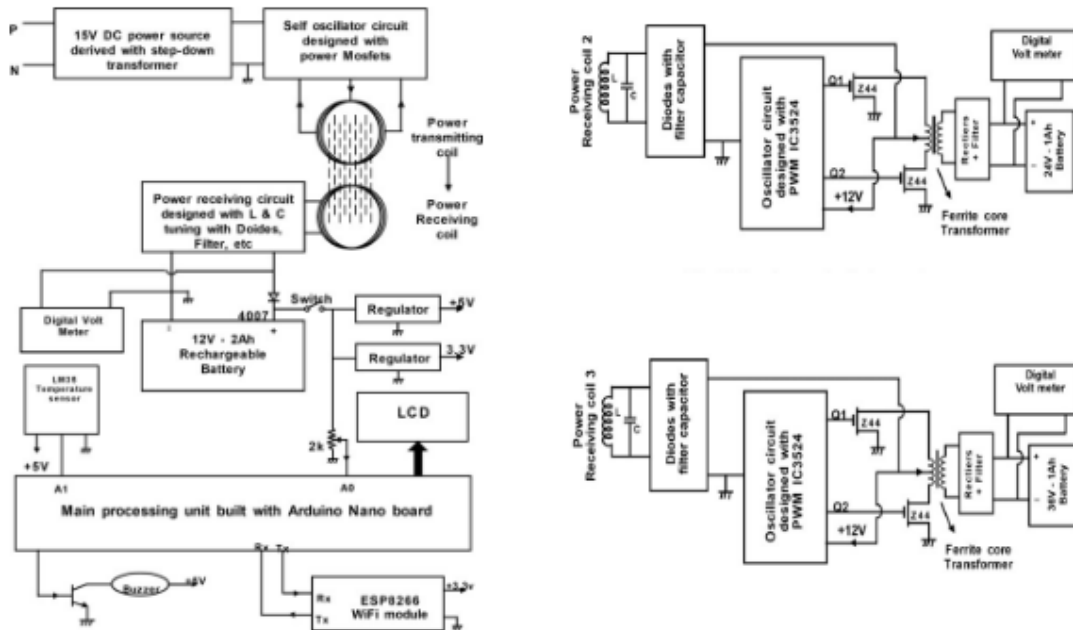 P
N
15V DC power source
derived with step-down
transformer
Self oscillator circuit
designed with
power Mosfets
Power
transmitting
coil
Power
Receiving
coil
Power receiving circuit
designed with L & C
tuning with Doides,
Filter, etc
Digital Volt
Meter
4007
Switch
-
+
12V - 2Ah
Rechargeable
Battery
Regulator
+5V
Regulator
3.3V
LM35
Temperature
sensor
+5V
2k
LCD
A1
A0
Main processing unit built with Arduino Nano board
Rx
Tx
Buzzer
+5V
Rx
Tx
ESP8266
WiFi module
+3.3v
Power
Receiving coil 2
L
C
Diodes with
filter capacitor
Oscillator circuit
designed with
PWM IC3524
Q1
Z44
Q2
Z44
+12V
Rectiers
+ Filter
Digital
Volt meter
+
-
24V - 1Ah
Battery
Ferrite core
Transformer
Power
Receiving coil 3
L
C
Diodes with
filter capacitor
Oscillator circuit
designed with
PWM IC3524
Q1
Z44
Q2
Z44
+12V
Rectiers
+ Filter
Digital
Volt meter
+
-
36V - 1Ah
Battery
Ferrite core
Transformer